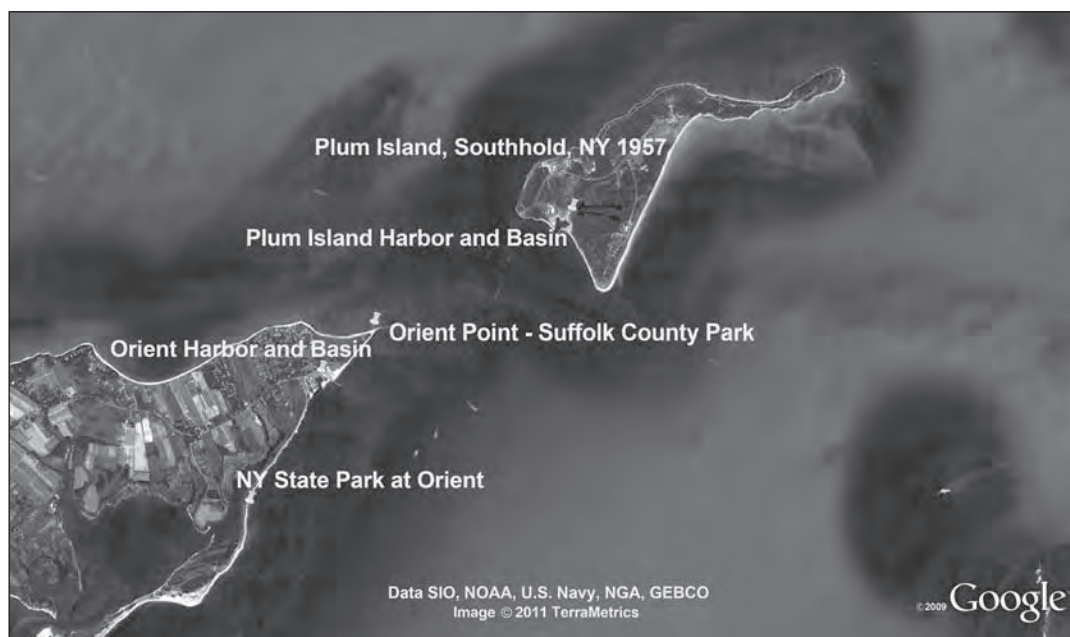 Plum Island, Southhold, NY 1957
Plum Island Harbor and Basin
Orient Point - Suffolk County Park
Orient Harbor and Basin
NY State Park at Orient
Data SIO, NOAA, U.S. Navy, NGA, GEBCO
Image © 2011 TerraMetrics
©2009 Google